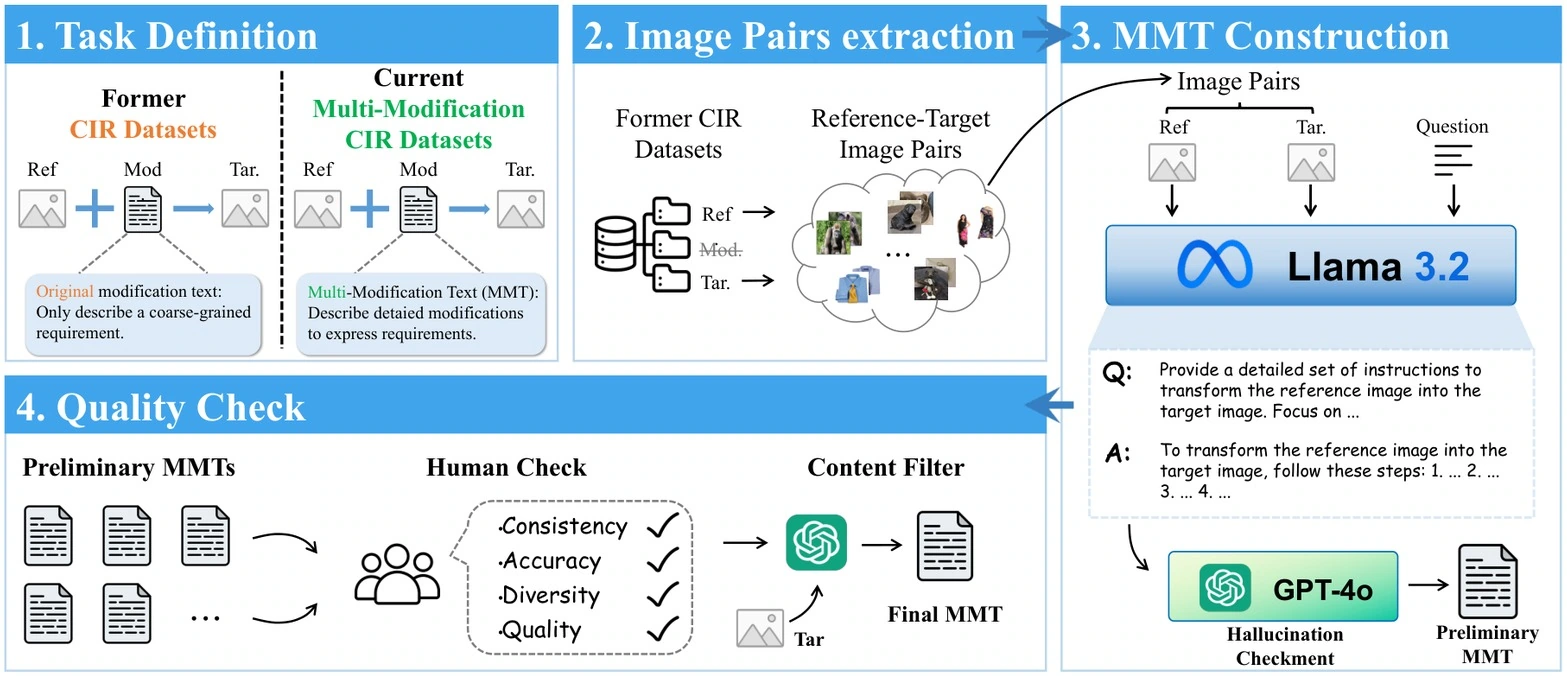 1. Task Definition
Former
CIR Datasets
Ref
Mod
Tar.
Original modification text:
Only describe a coarse-grained
requirement.
Current
Multi-Modification
CIR Datasets
Ref
Mod
Tar.
Multi-Modification Text (MMT):
Describe detaied modifications
to express requirements.
2. Image Pairs extraction
Former CIR
Datasets
Ref
Mod.
Tar.
Reference-Target
Image Pairs
...
3. MMT Construction
Image Pairs
Ref
Tar.
Question
Llama 3.2
Q: Provide a detailed set of instructions to
transform the reference image into the
target image. Focus on ...
A: To transform the reference image into the
target image, follow these steps: 1. ... 2. ...
3. ... 4. ...
GPT-4o
Hallucination
Checkment
Preliminary
MMT
4. Quality Check
Preliminary MMTs
...
Human Check
·Consistency ✓
·Accuracy ✓
·Diversity ✓
·Quality ✓
Content Filter
Tar
Final MMT